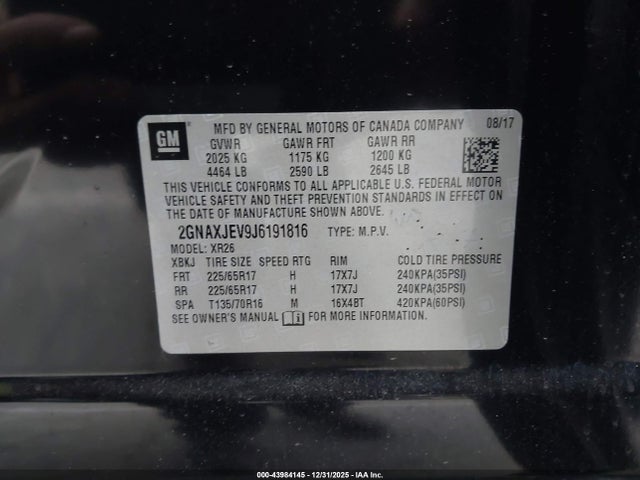 GM
MFD BY GENERAL MOTORS OF CANADA COMPANY 08/17
GVWR GAWR FRT GAWR RR
2025 KG 1175 KG 1200 KG
4464 LB 2590 LB 2645 LB
THIS VEHICLE CONFORMS TO ALL APPLICABLE U.S. FEDERAL MOTOR
VEHICLE SAFETY AND THEFT PREVENTION STANDARDS IN EFFECT ON
THE DATE OF MANUFACTURE SHOWN ABOVE.
2GNAXJEV9J6191816 TYPE: M.P.V.
MODEL: XR26
XBKJ TIRE SIZE SPEED RTG RIM COLD TIRE PRESSURE
FRT 225/65R17 H 17X7J 240KPA(35PSI)
RR 225/65R17 H 17X7J 240KPA(35PSI)
SPA T135/70R16 M 16X4BT 420KPA(60PSI)
SEE OWNER'S MANUAL FOR MORE INFORMATION.
00-43984145 - 12/31/2025 - IAA Inc.